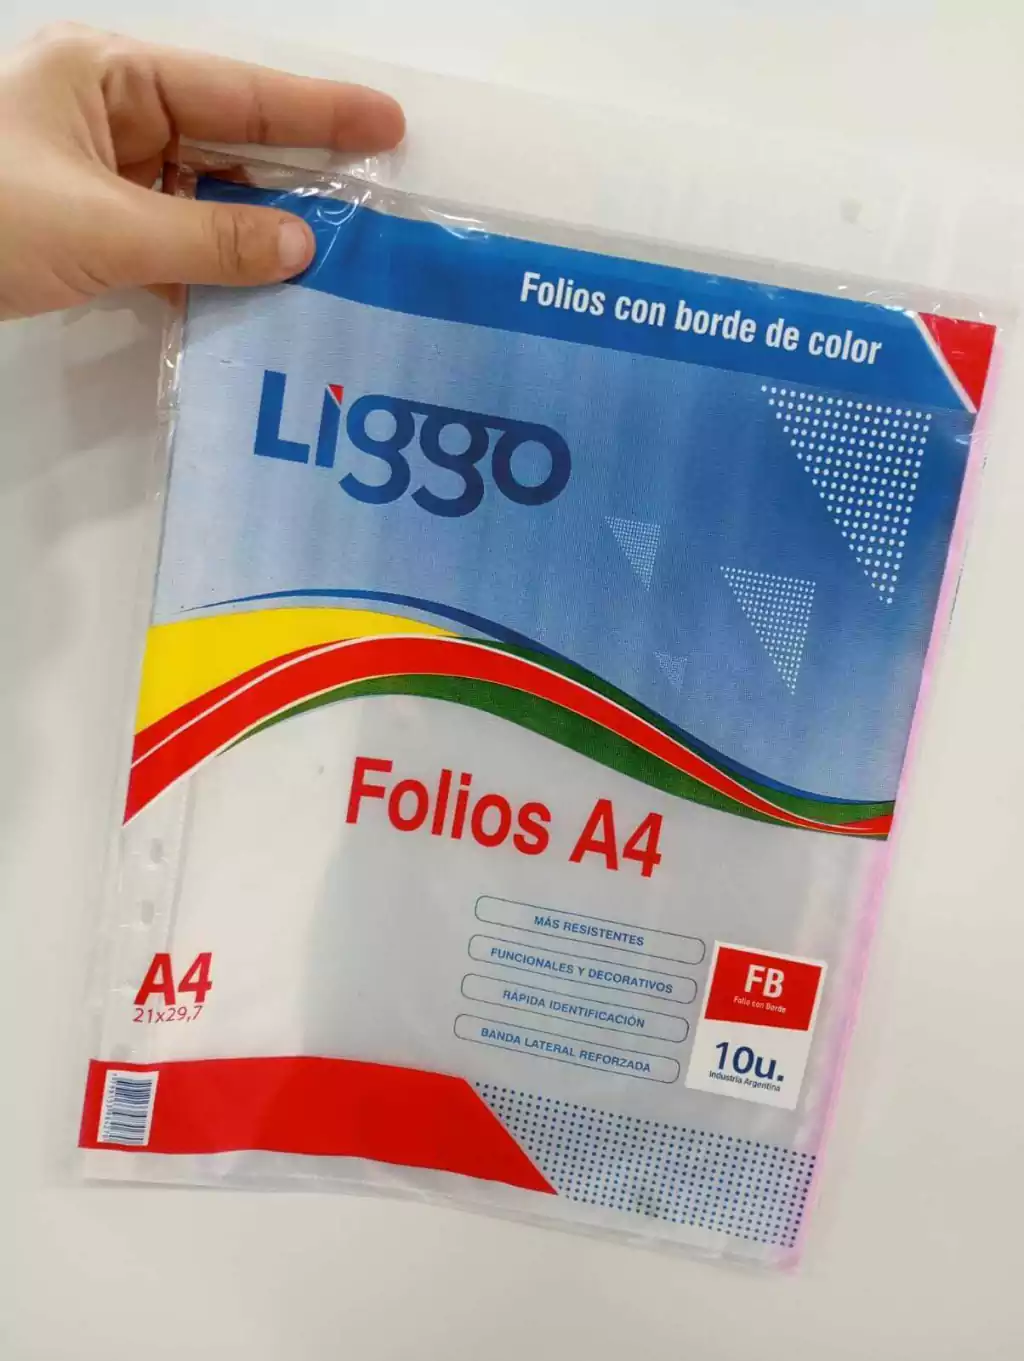 Folios con borde de color
Liggo
Folios A4
MÁS RESISTENTES
FUNCIONALES Y DECORATIVOS
RÁPIDA IDENTIFICACIÓN
BANDA LATERAL REFORZADA
A4
21x29,7
FB
Folio con Borde
10u.
Industria Argentina